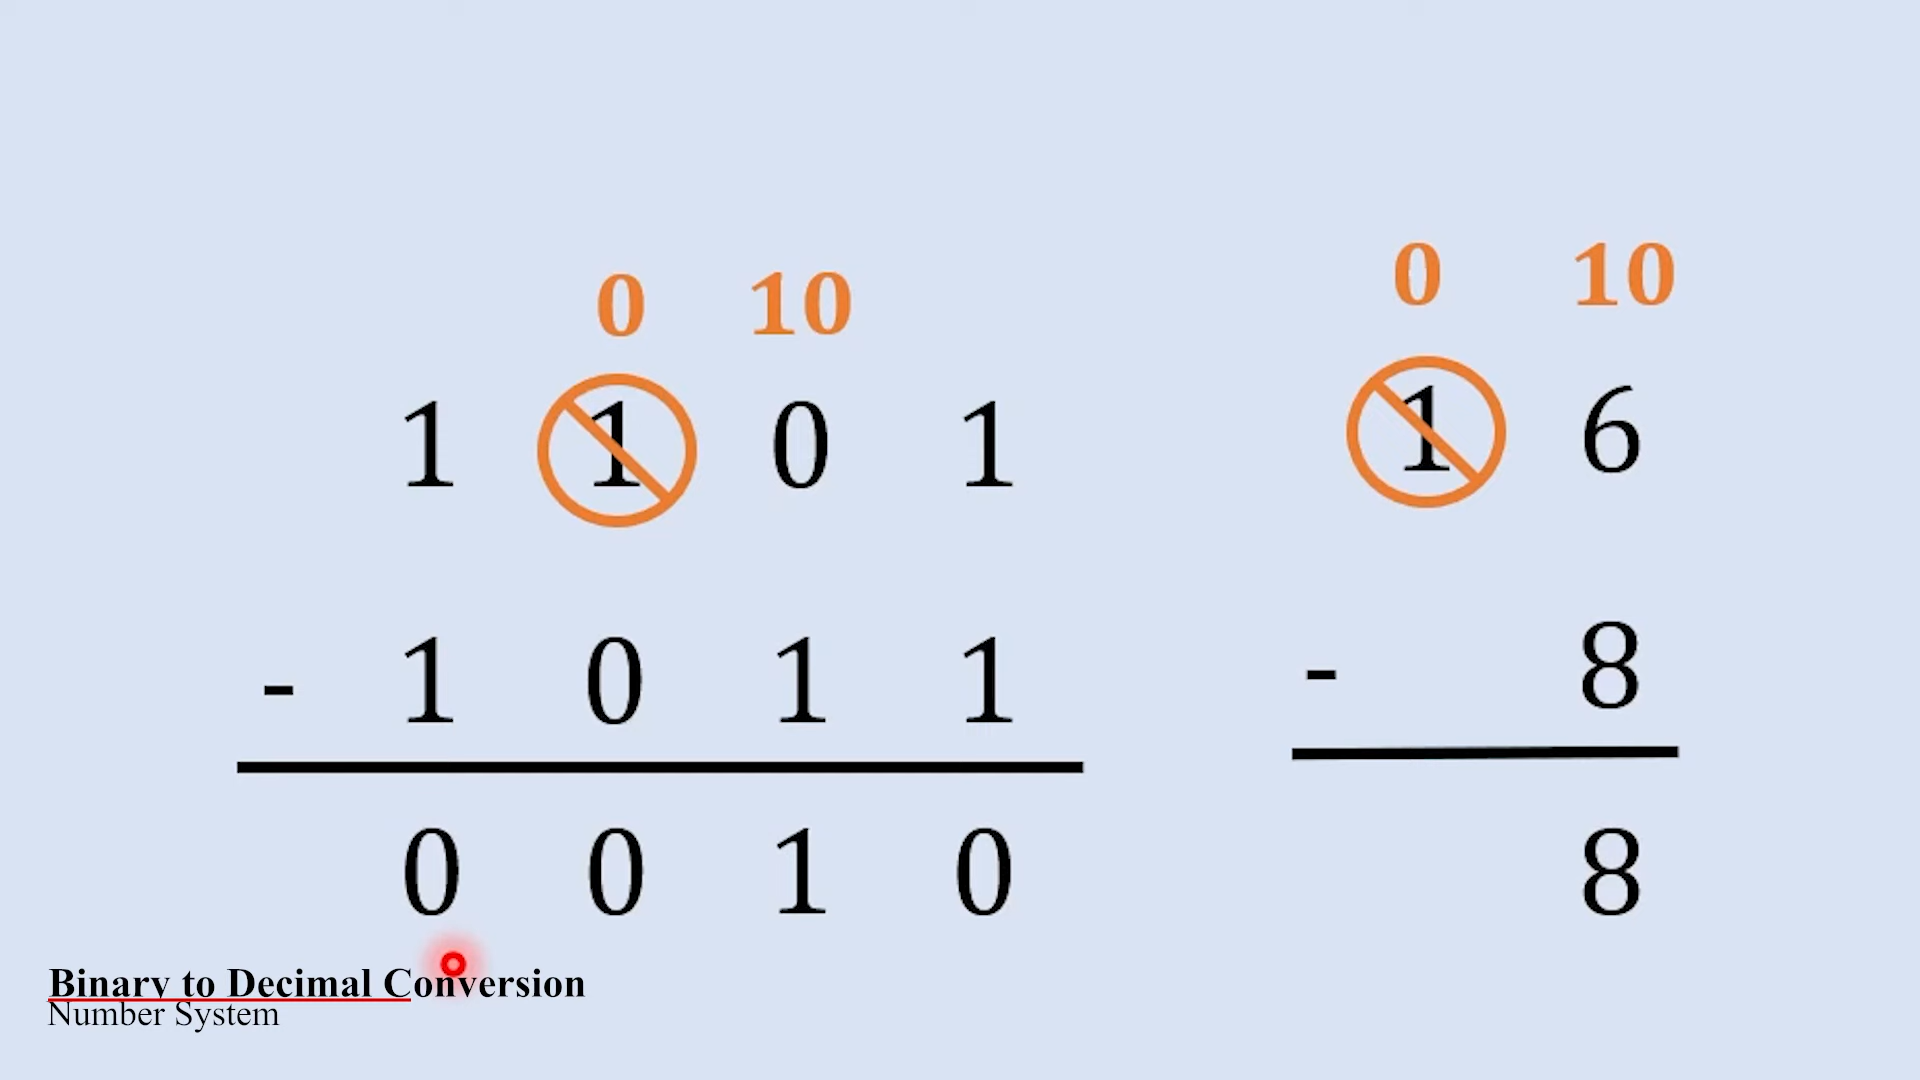 0 10
1 1 0 1
- 1 0 1 1
0 0 1 0
0 10
1 6
- 8
8
Binary to Decimal Conversion
Number System